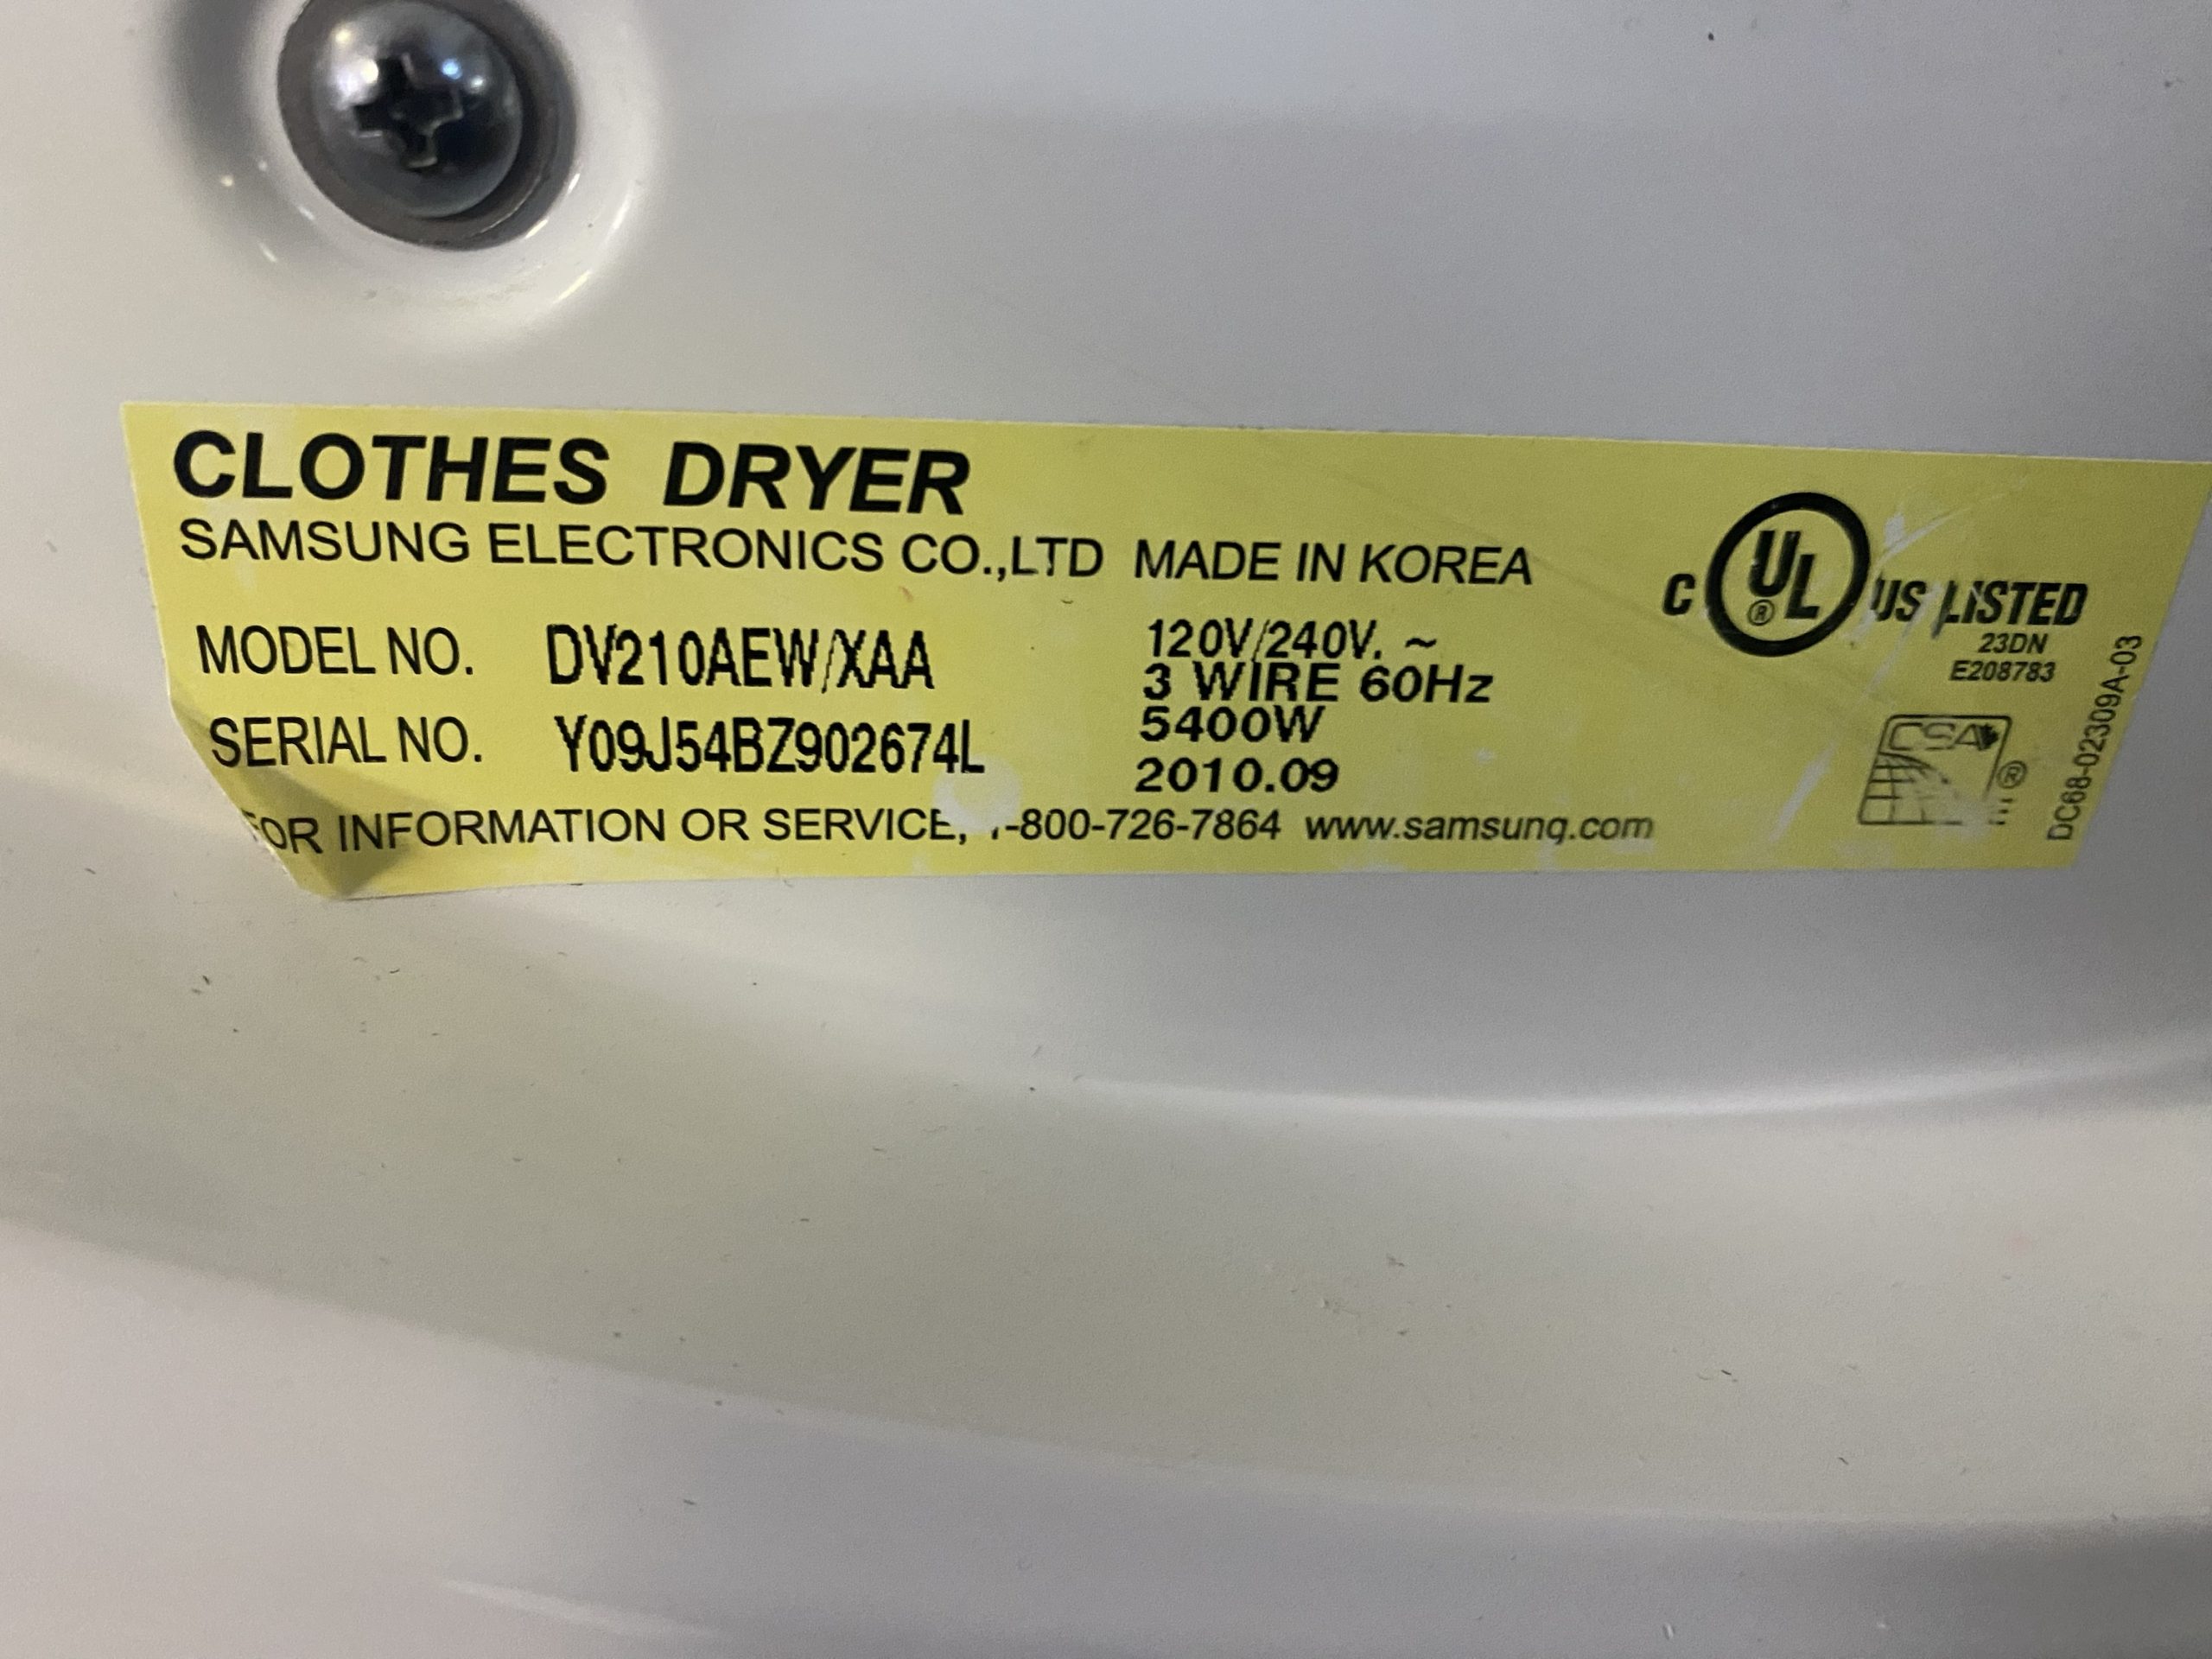 CLOTHES DRYER
SAMSUNG ELECTRONICS CO.,LTD MADE IN KOREA
MODEL NO. DV210AEW/XAA
SERIAL NO. Y09J54BZ902674L
120V/240V. ~
3 WIRE 60Hz
5400W
2010.09
FOR INFORMATION OR SERVICE, 1-800-726-7864 www.samsung.com
C UL® US LISTED
23DN
E208783
CSA ®
DC68-02309A-03